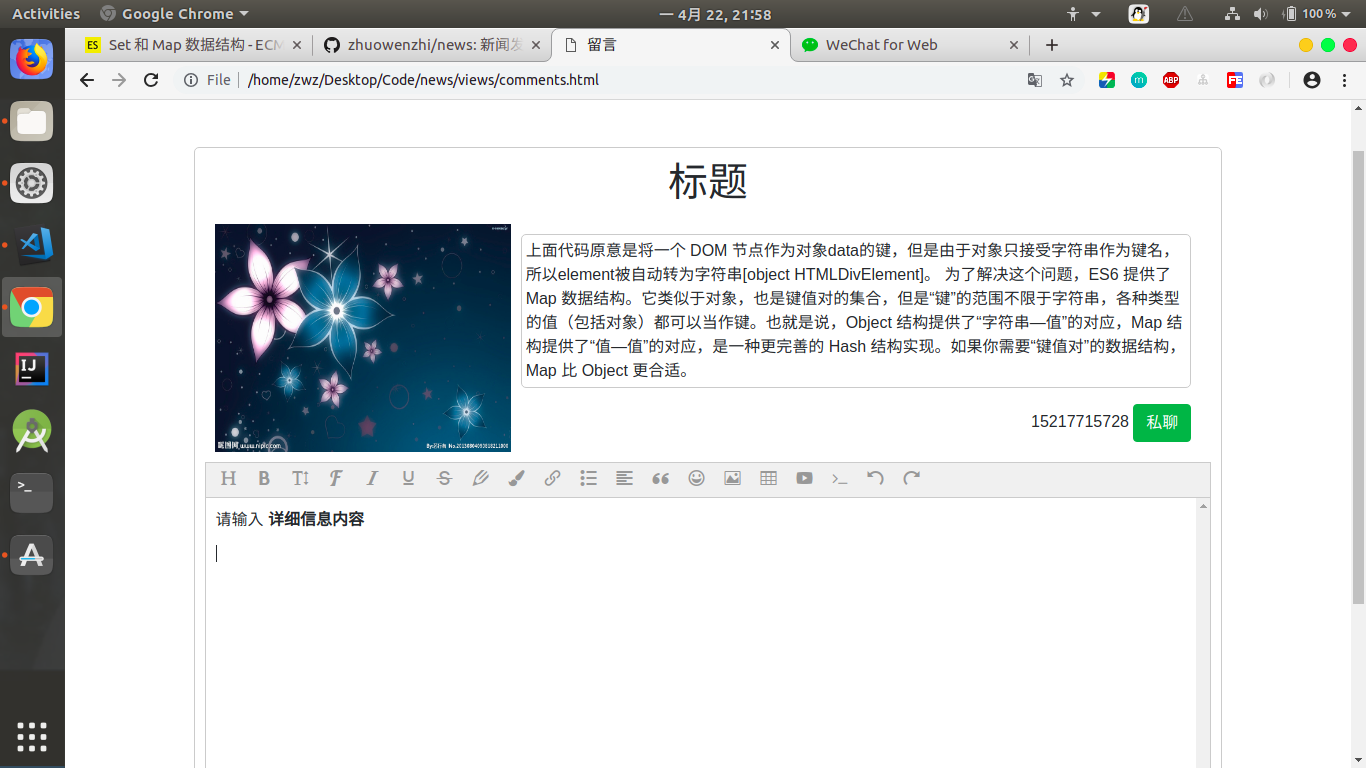 Activities
Google Chrome
一 4月 22, 21:58
100 %
ES Set 和 Map 数据结构 - ECM
zhuowenzhi/news: 新闻发
留言
WeChat for Web
File
/home/zwz/Desktop/Code/news/views/comments.html
ABP
FE
标题
上面代码原意是将一个 DOM 节点作为对象data的键，但是由于对象只接受字符串作为键名，
所以element被自动转为字符串[object HTMLDivElement]。 为了解决这个问题，ES6 提供了
Map 数据结构。它类似于对象，也是键值对的集合，但是“键”的范围不限于字符串，各种类型
的值（包括对象）都可以当作键。也就是说，Object 结构提供了“字符串—值”的对应，Map 结
构提供了“值—值”的对应，是一种更完善的 Hash 结构实现。如果你需要“键值对”的数据结构，
Map 比 Object 更合适。
昵图网 www.nipic.com
15217715728 私聊
请输入 详细信息内容
IJ